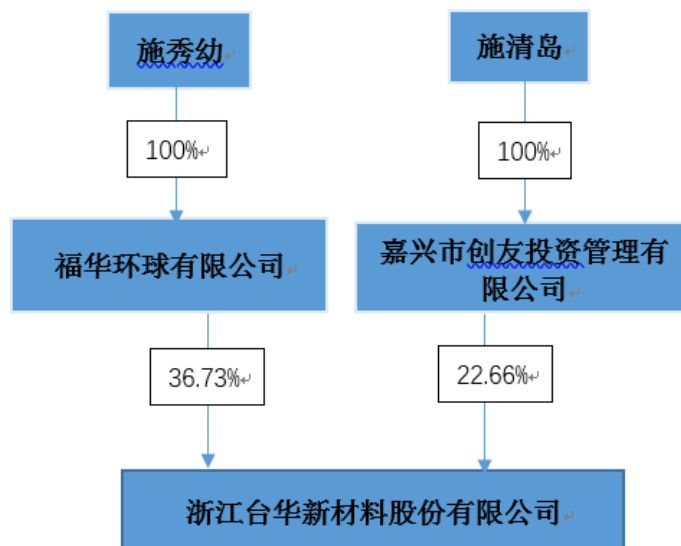 施秀幼
施清岛
100%
100%
福华环球有限公司
嘉兴市创友投资管理有
限公司
36.73%
22.66%
浙江台华新材料股份有限公司